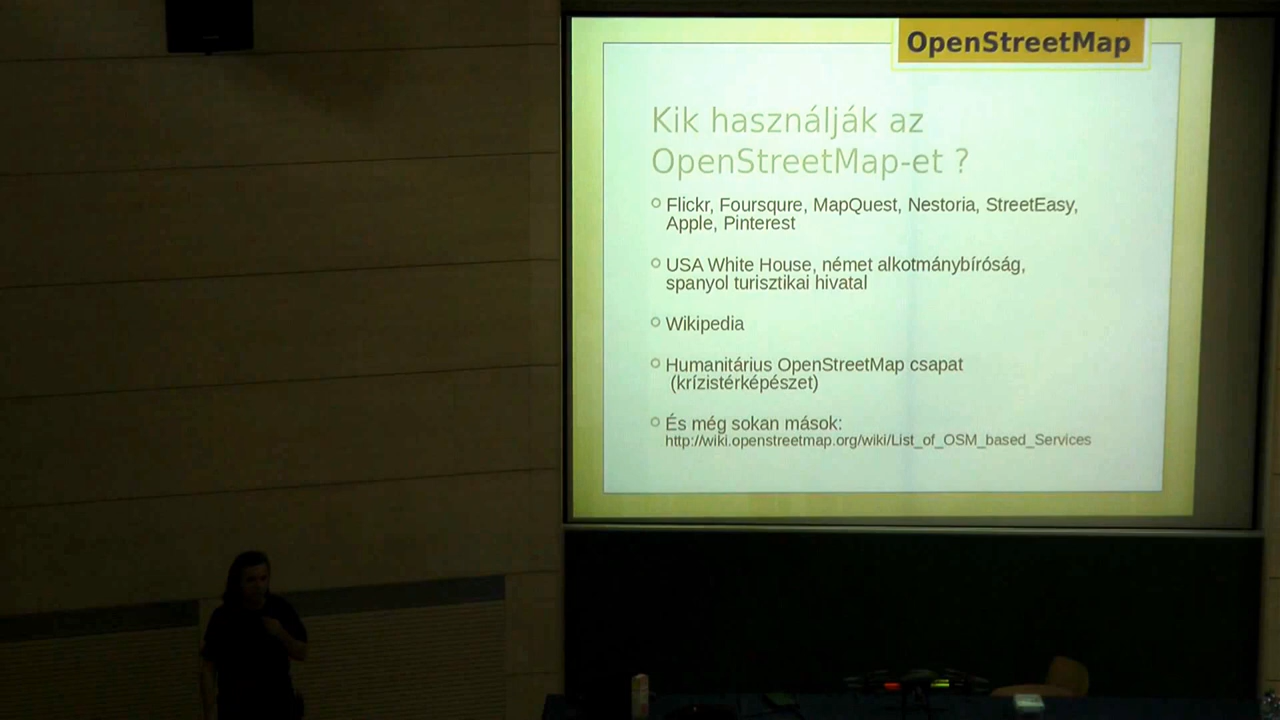 OpenStreetMap
Kik használják az
OpenStreetMap-et ?
Flickr, Foursqure, MapQuest, Nestoria, StreetEasy,
Apple, Pinterest
USA White House, német alkotmánybíróság,
spanyol turisztikai hivatal
Wikipedia
Humanitárius OpenStreetMap csapat
(krízistérképészet)
És még sokan mások:
http://wiki.openstreetmap.org/wiki/List_of_OSM_based_Services